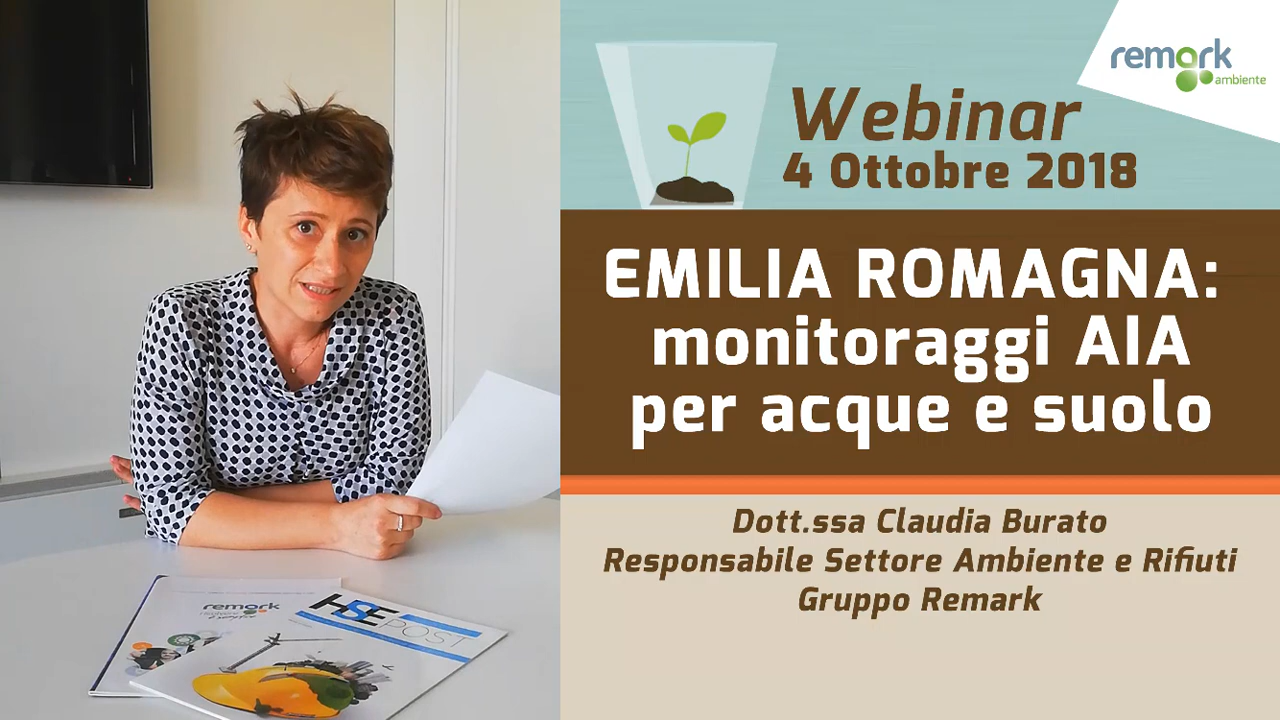 remark
ambiente
Webinar
4 Ottobre 2018
EMILIA ROMAGNA:
monitoraggi AIA
per acque e suolo
Dott.ssa Claudia Burato
Responsabile Settore Ambiente e Rifiuti
Gruppo Remark
remark
HSE POST